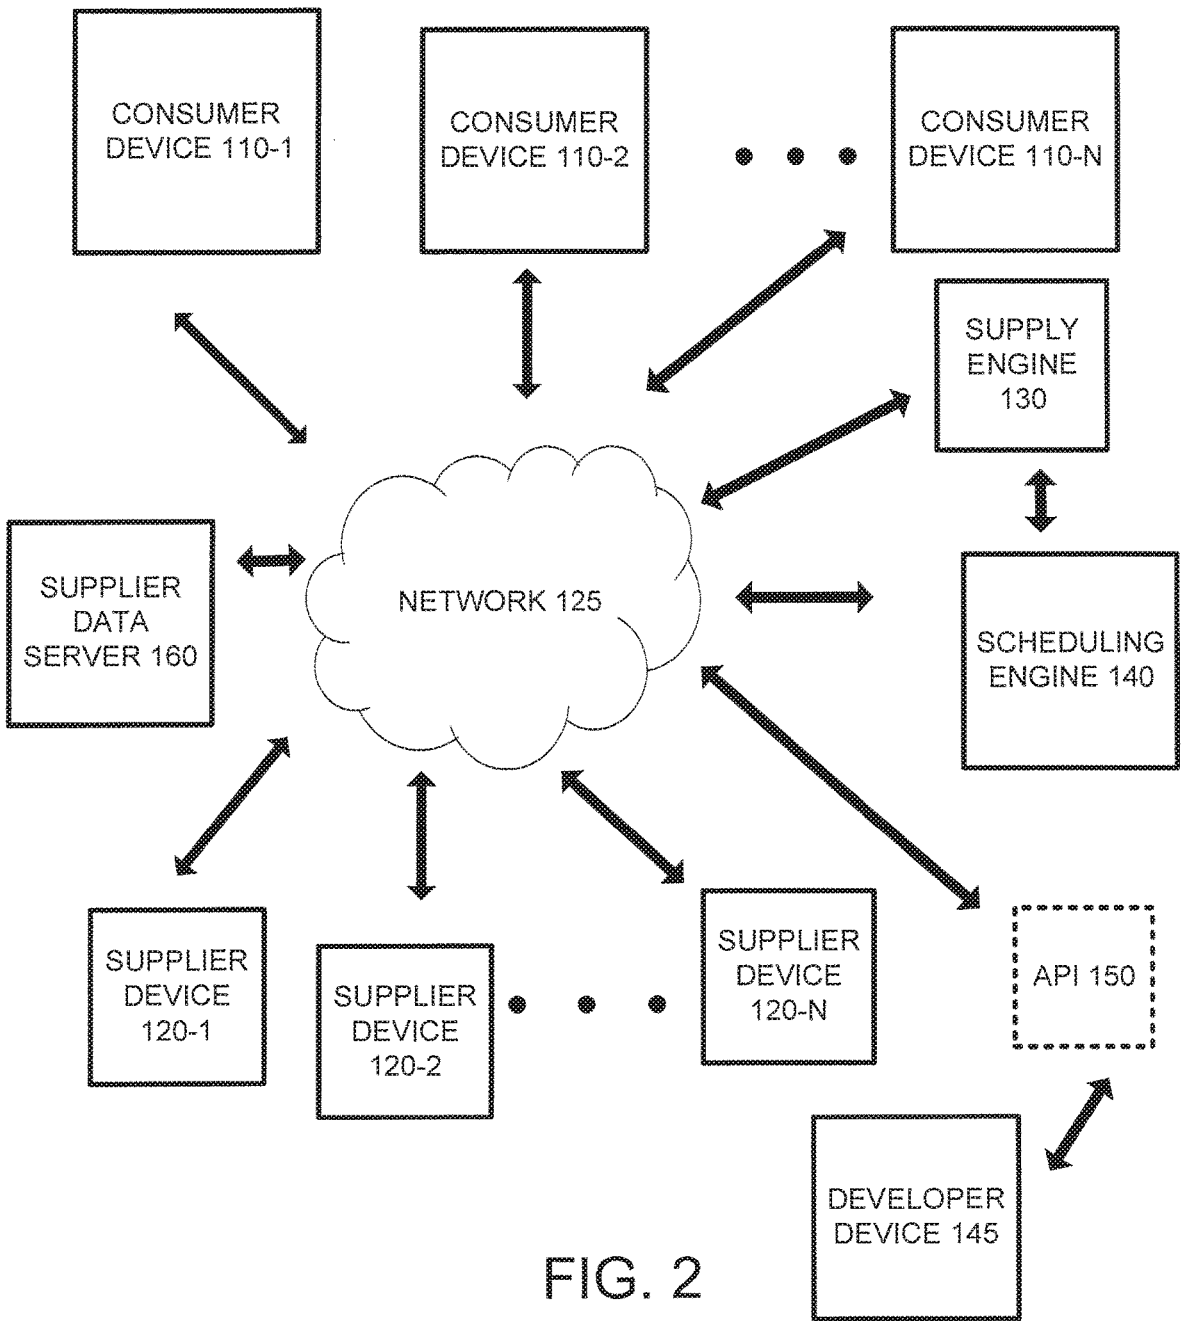 CONSUMER
DEVICE 110-1
CONSUMER
DEVICE 110-2
CONSUMER
DEVICE 110-N
SUPPLY
ENGINE
130
SUPPLIER
DATA
SERVER 160
NETWORK 125
SCHEDULING
ENGINE 140
SUPPLIER
DEVICE
120-1
SUPPLIER
DEVICE
120-2
SUPPLIER
DEVICE
120-N
API 150
DEVELOPER
DEVICE 145
FIG. 2